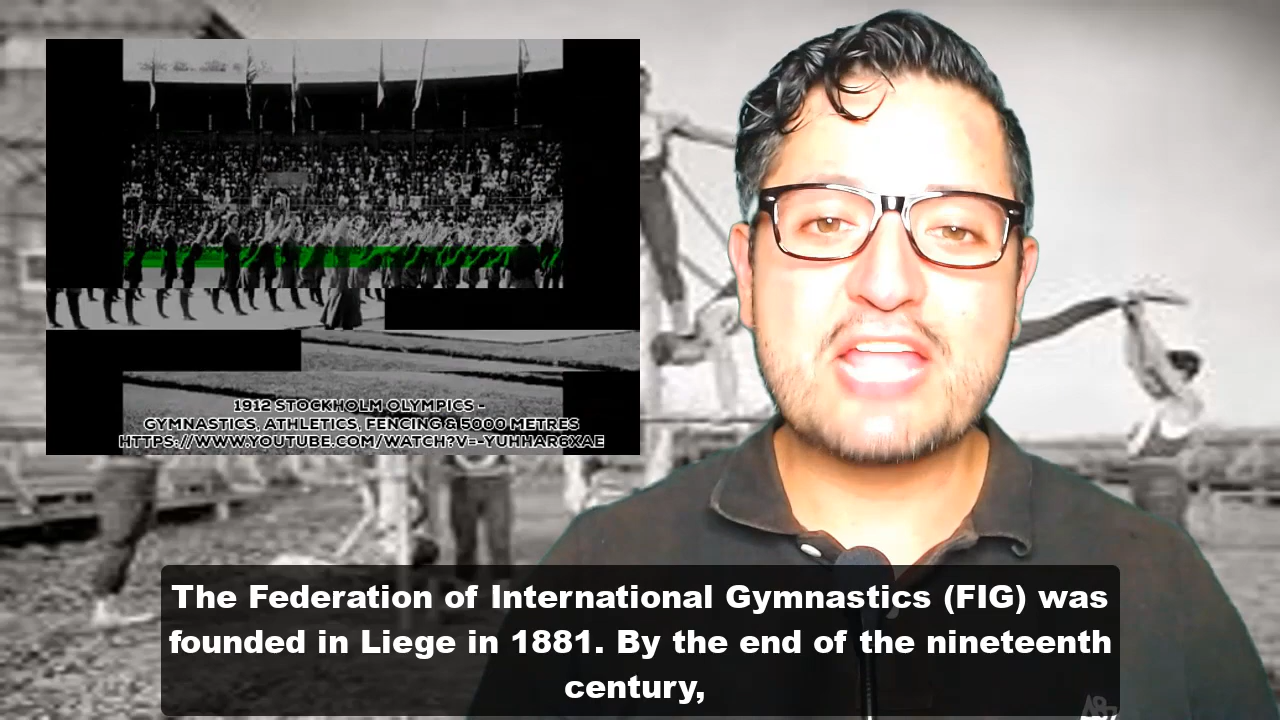 1912 STOCKHOLM OLYMPICS -
GYMNASTICS, ATHLETICS, FENCING & 5000 METRES
HTTPS://WWW.YOUTUBE.COM/WATCH?V=-YUHHAR6XAE
The Federation of International Gymnastics (FIG) was
founded in Liege in 1881. By the end of the nineteenth
century,